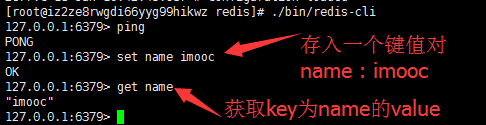 [root@iz2ze8rwgdi66yyg99hikwz redis]# ./bin/redis-cli
127.0.0.1:6379> ping
PONG
127.0.0.1:6379> set name imooc
OK
127.0.0.1:6379> get name
"imooc"
127.0.0.1:6379>
存入一个键值对
name：imooc
获取key为name的value